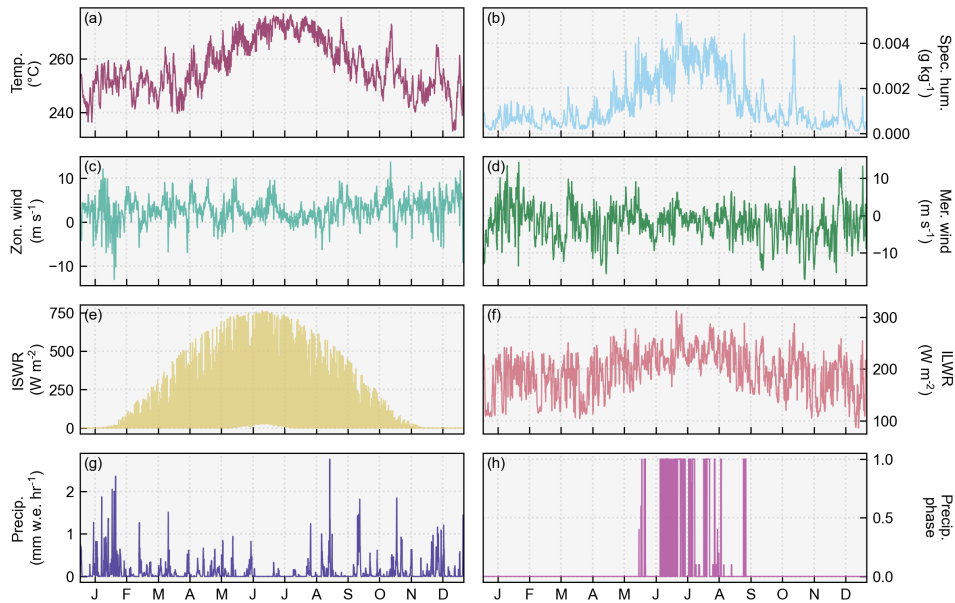 (a)
Temp.
(°C)
260
240
(b)
0.004
0.002
0.000
Spec. hum.
(g kg⁻¹)
(c)
Zon. wind
(m s⁻¹)
10
0
−10
(d)
10
0
−10
Mer. wind
(m s⁻¹)
(e)
ISWR
(W m⁻²)
750
500
250
0
(f)
300
200
100
ILWR
(W m⁻²)
(g)
Precip.
(mm w.e. hr⁻¹)
2
1
0
J F M A M J J A S O N D
(h)
1.0
0.5
0.0
Precip.
phase
J F M A M J J A S O N D